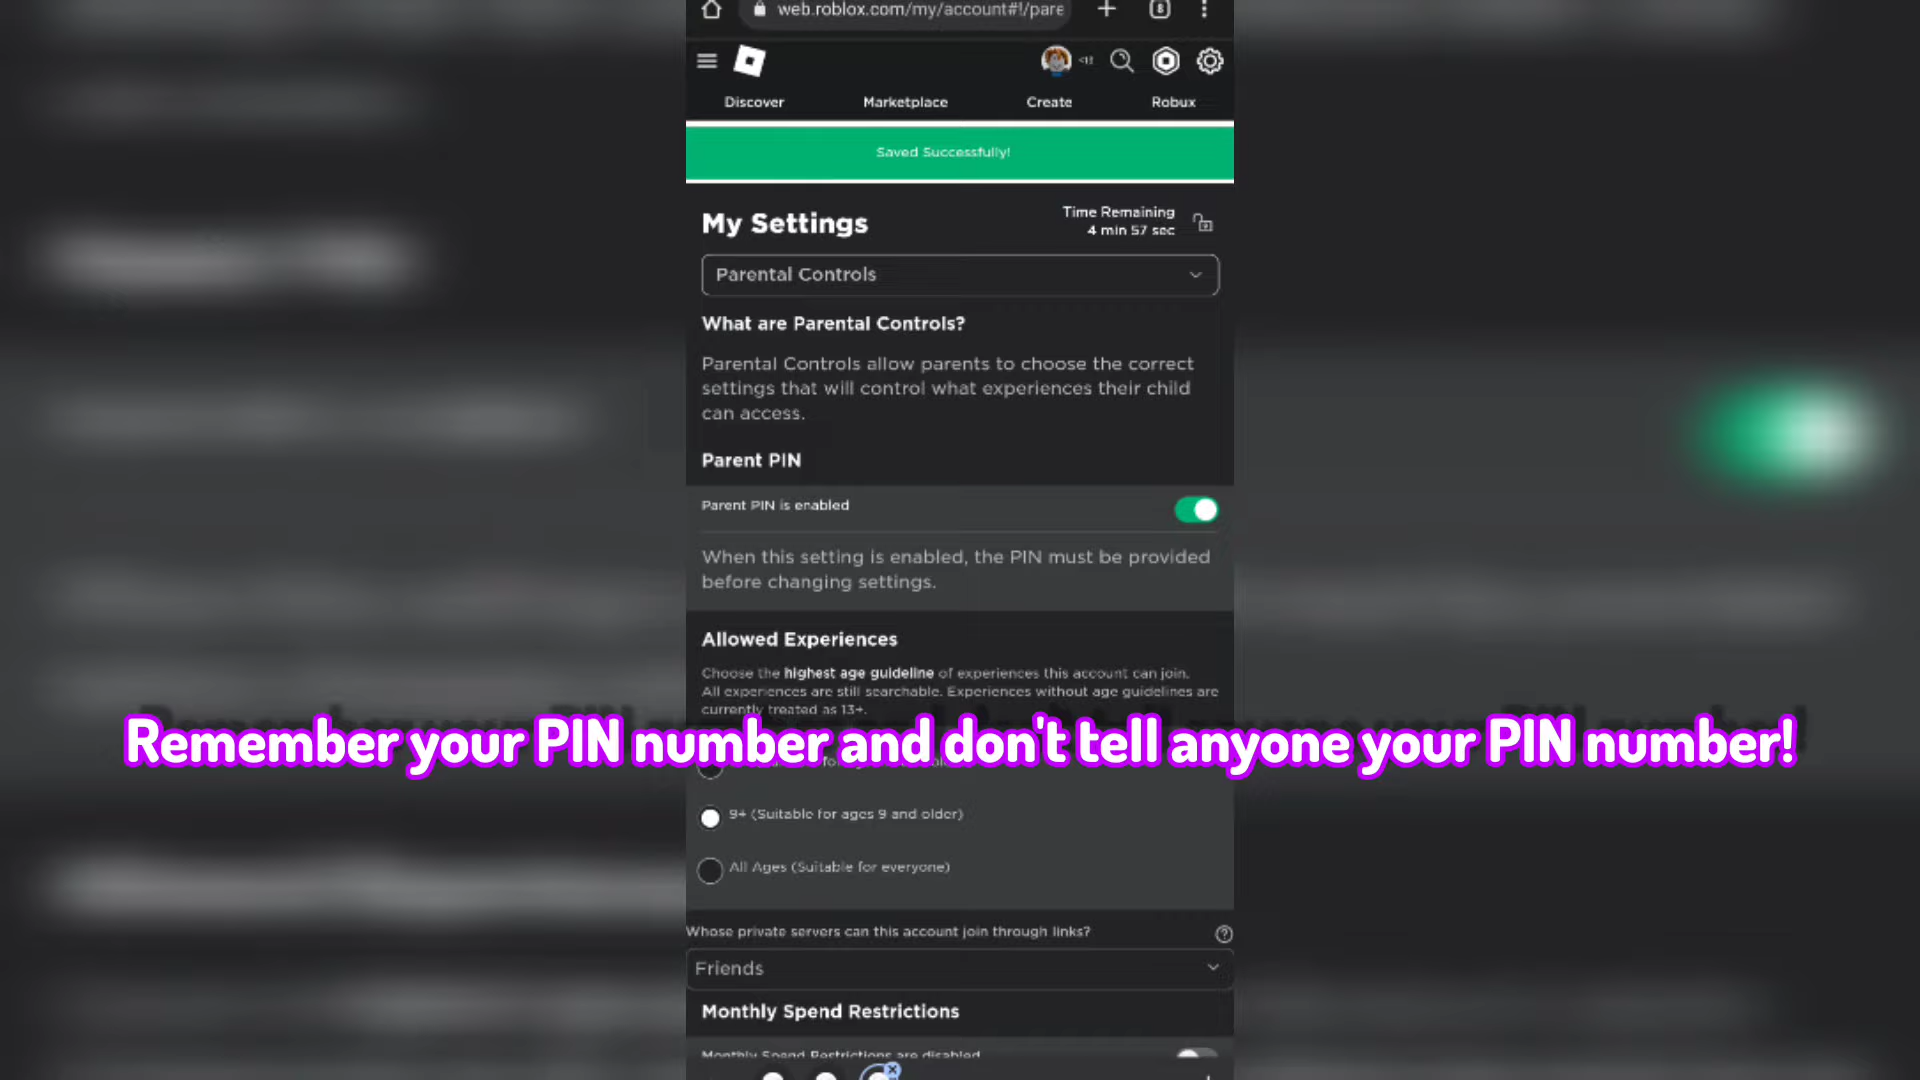 web.roblox.com/my/account#!/pare
8
<13
Discover
Marketplace
Create
Robux
Saved Successfully!
My Settings
Time Remaining
4 min 57 sec
Parental Controls
What are Parental Controls?
Parental Controls allow parents to choose the correct
settings that will control what experiences their child
can access.
Parent PIN
Parent PIN is enabled
When this setting is enabled, the PIN must be provided
before changing settings.
Allowed Experiences
Choose the highest age guideline of experiences this account can join.
All experiences are still searchable. Experiences without age guidelines are
currently treated as 13+.
Remember your PIN number and don't tell anyone your PIN number!
9+ (Suitable for ages 9 and older)
All Ages (Suitable for everyone)
Whose private servers can this account join through links?
Friends
Monthly Spend Restrictions
Monthly Spend Restrictions are disabled